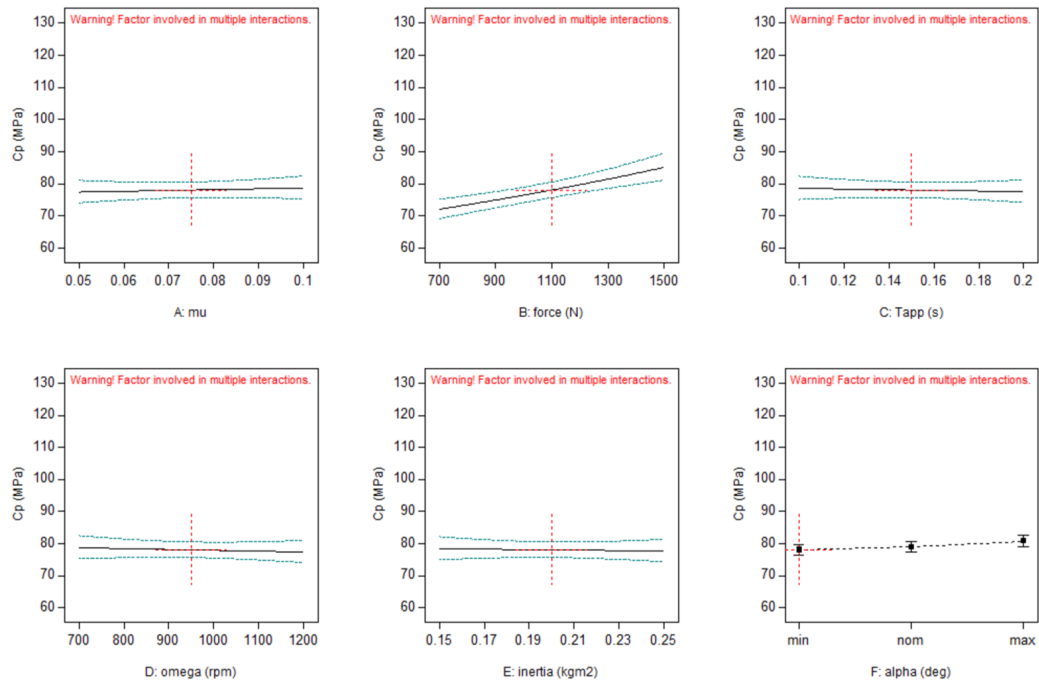 Warning! Factor involved in multiple interactions.
130
120
110
100
90
80
70
60
Cp (MPa)
0.05 0.06 0.07 0.08 0.09 0.1
A: mu
Warning! Factor involved in multiple interactions.
130
120
110
100
90
80
70
60
Cp (MPa)
700 900 1100 1300 1500
B: force (N)
Warning! Factor involved in multiple interactions.
130
120
110
100
90
80
70
60
Cp (MPa)
0.1 0.12 0.14 0.16 0.18 0.2
C: Tapp (s)
Warning! Factor involved in multiple interactions.
130
120
110
100
90
80
70
60
Cp (MPa)
700 800 900 1000 1100 1200
D: omega (rpm)
Warning! Factor involved in multiple interactions.
130
120
110
100
90
80
70
60
Cp (MPa)
0.15 0.17 0.19 0.21 0.23 0.25
E: inertia (kgm2)
Warning! Factor involved in multiple interactions.
130
120
110
100
90
80
70
60
Cp (MPa)
min nom max
F: alpha (deg)